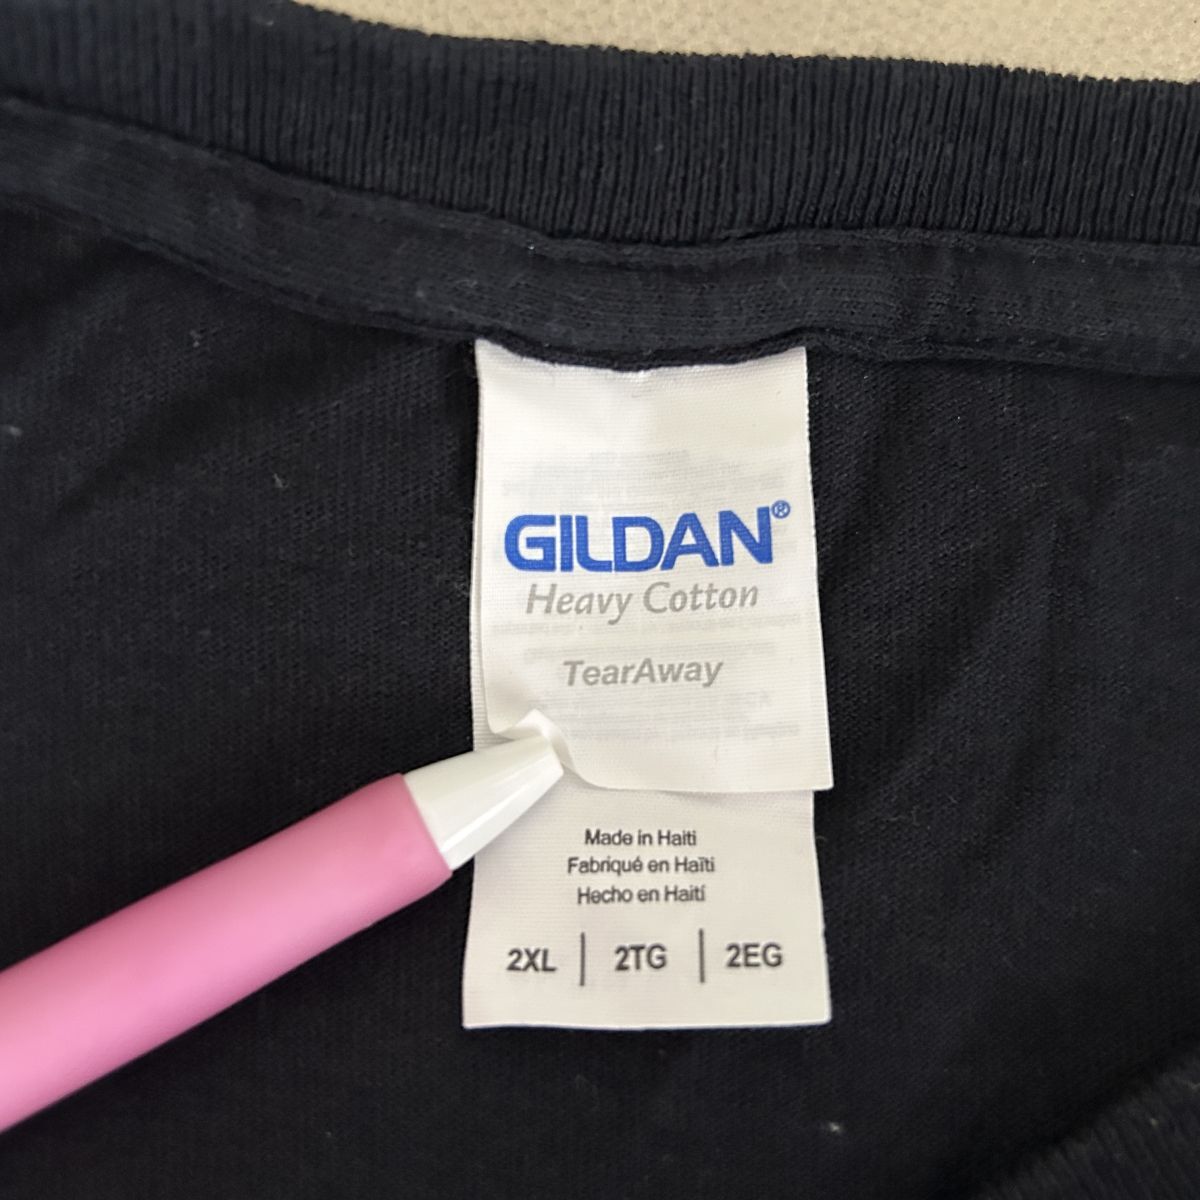 GILDAN®
Heavy Cotton
TearAway
Made in Haiti
Fabriqué en Haïti
Hecho en Haití
2XL | 2TG | 2EG